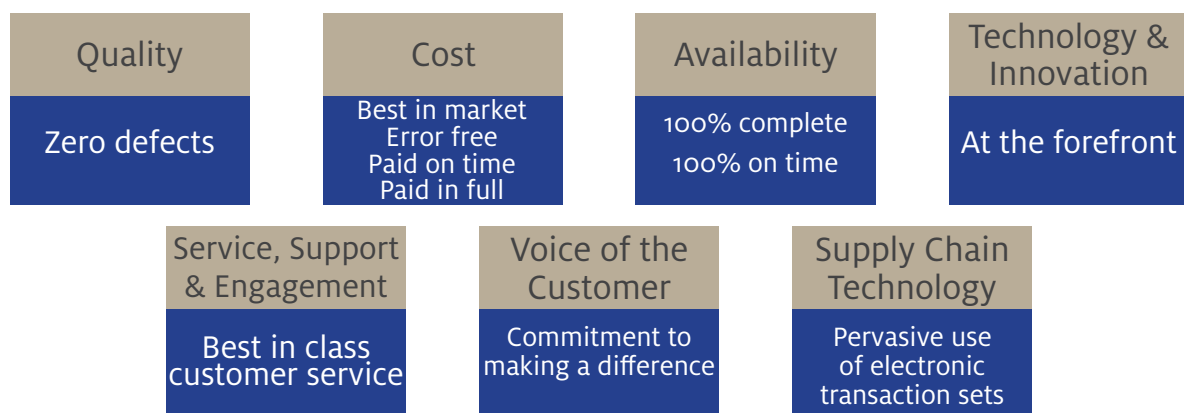 Quality
Zero defects
Cost
Best in market
Error free
Paid on time
Paid in full
Availability
100% complete
100% on time
Technology &
Innovation
At the forefront
Service, Support
& Engagement
Best in class
customer service
Voice of the
Customer
Commitment to
making a difference
Supply Chain
Technology
Pervasive use
of electronic
transaction sets